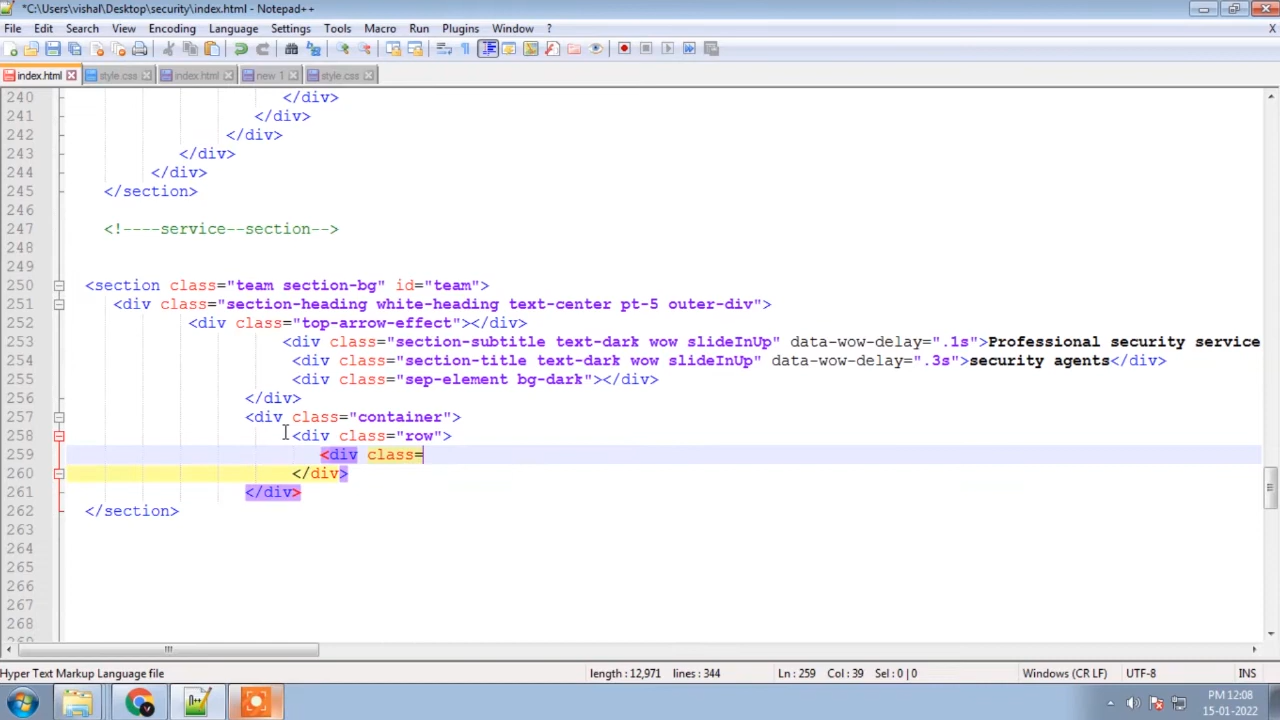 *C:\Users\vishal\Desktop\security\index.html - Notepad++
File Edit Search View Encoding Language Settings Tools Macro Run Plugins Window ? X
index.html style.css index.html new 1 style.css
240 </div>
241 </div>
242 </div>
243 </div>
244 </div>
245 </section>
246
247 <!----service--section-->
248
249
250 <section class="team section-bg" id="team">
251 <div class="section-heading white-heading text-center pt-5 outer-div">
252 <div class="top-arrow-effect"></div>
253 <div class="section-subtitle text-dark wow slideInUp" data-wow-delay=".1s">Professional security service
254 <div class="section-title text-dark wow slideInUp" data-wow-delay=".3s">security agents</div>
255 <div class="sep-element bg-dark"></div>
256 </div>
257 <div class="container">
258 <div class="row">
259 <div class=
260 </div>
261 </div>
262 </section>
263
264
265
266
267
268
Hyper Text Markup Language file length : 12,971 lines : 344 Ln : 259 Col : 39 Sel : 0 | 0 Windows (CR LF) UTF-8 INS
PM 12:08
15-01-2022